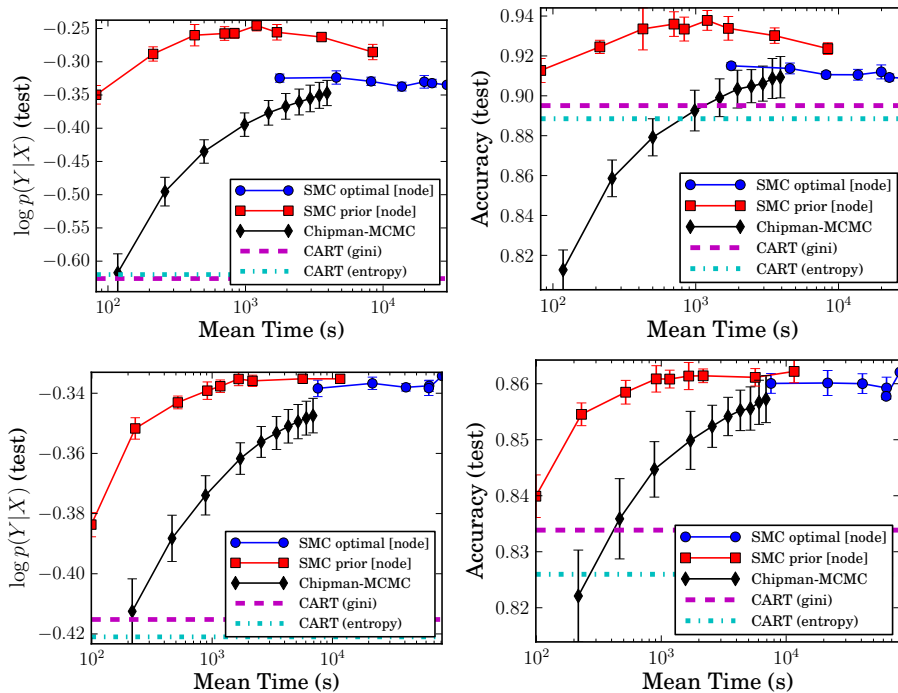 −0.25
−0.30
−0.35
−0.40
−0.45
−0.50
−0.55
−0.60
log p(Y|X) (test)
10² 10³ 10⁴
Mean Time (s)
SMC optimal [node]
SMC prior [node]
Chipman-MCMC
CART (gini)
CART (entropy)
0.94
0.92
0.90
0.88
0.86
0.84
0.82
Accuracy (test)
10² 10³ 10⁴
Mean Time (s)
SMC optimal [node]
SMC prior [node]
Chipman-MCMC
CART (gini)
CART (entropy)
−0.34
−0.36
−0.38
−0.40
−0.42
log p(Y|X) (test)
10² 10³ 10⁴
Mean Time (s)
SMC optimal [node]
SMC prior [node]
Chipman-MCMC
CART (gini)
CART (entropy)
0.86
0.85
0.84
0.83
0.82
Accuracy (test)
10² 10³ 10⁴
Mean Time (s)
SMC optimal [node]
SMC prior [node]
Chipman-MCMC
CART (gini)
CART (entropy)